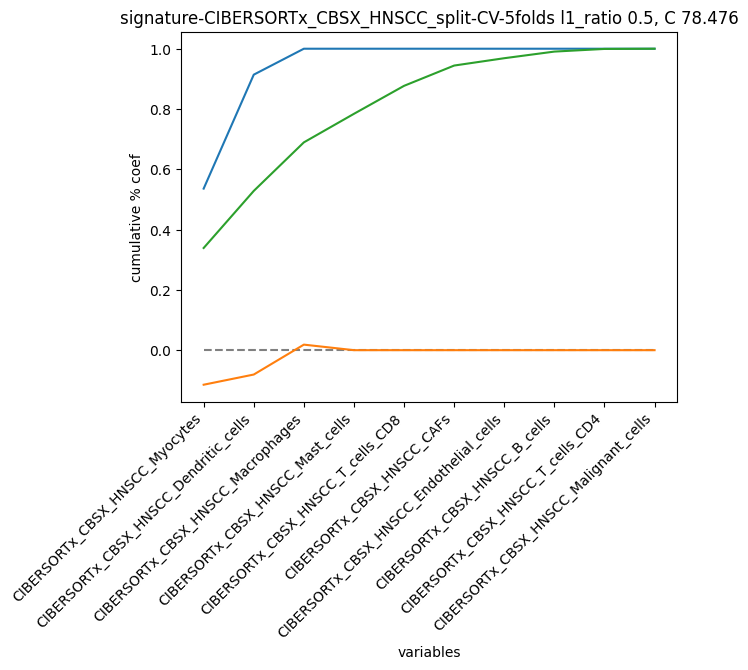 signature-CIBERSORTx_CBSX_HNSCC_split-CV-5folds l1_ratio 0.5, C 78.476
cumulative % coef
1.0
0.8
0.6
0.4
0.2
0.0
CIBERSORTx_CBSX_HNSCC_Myocytes
CIBERSORTx_CBSX_HNSCC_Dendritic_cells
CIBERSORTx_CBSX_HNSCC_Macrophages
CIBERSORTx_CBSX_HNSCC_Mast_cells
CIBERSORTx_CBSX_HNSCC_T_cells_CD8
CIBERSORTx_CBSX_HNSCC_CAFs
CIBERSORTx_CBSX_HNSCC_Endothelial_cells
CIBERSORTx_CBSX_HNSCC_B_cells
CIBERSORTx_CBSX_HNSCC_T_cells_CD4
CIBERSORTx_CBSX_HNSCC_Malignant_cells
variables